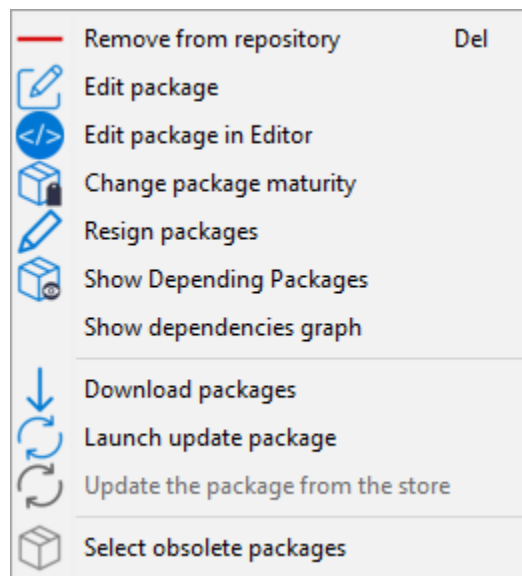 Remove from repository Del
Edit package
</> Edit package in Editor
Change package maturity
Resign packages
Show Depending Packages
Show dependencies graph
Download packages
Launch update package
Update the package from the store
Select obsolete packages